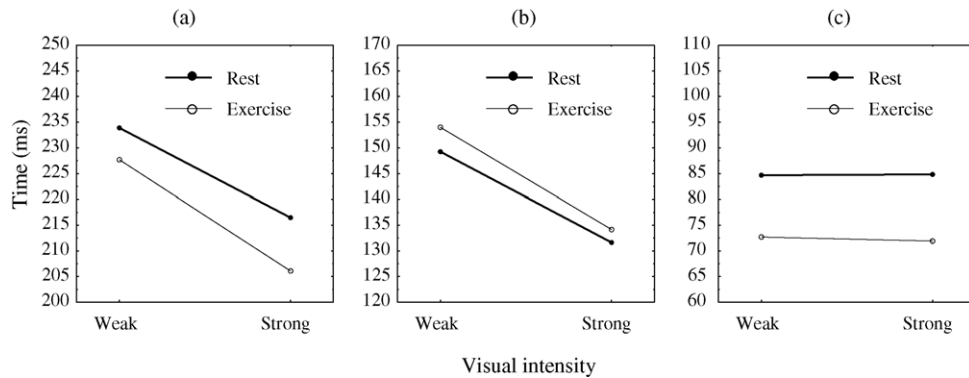 (a)
250
245
240
235
230
225
220
215
210
205
200
Time (ms)
Rest
Exercise
Weak
Strong
(b)
170
165
160
155
150
145
140
135
130
125
120
Rest
Exercise
Weak
Strong
(c)
110
105
100
95
90
85
80
75
70
65
60
Rest
Exercise
Weak
Strong
Visual intensity